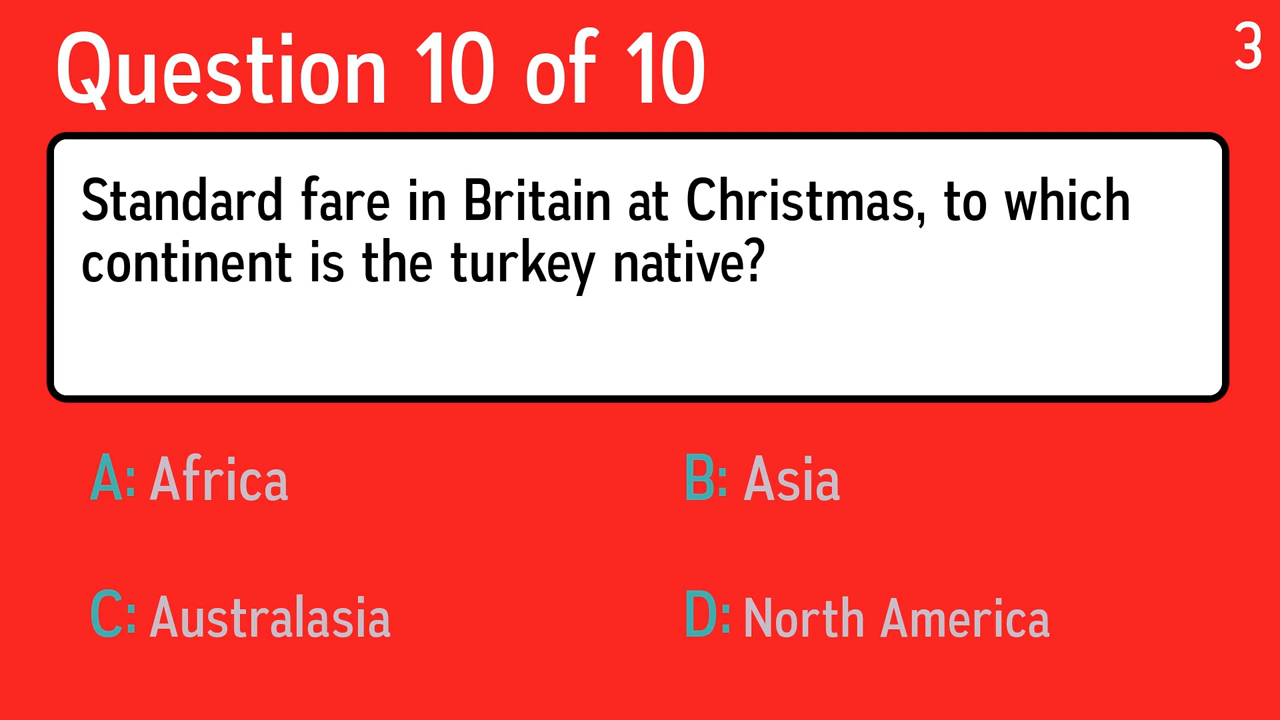 Question 10 of 10
3
Standard fare in Britain at Christmas, to which
continent is the turkey native?
A: Africa
B: Asia
C: Australasia
D: North America